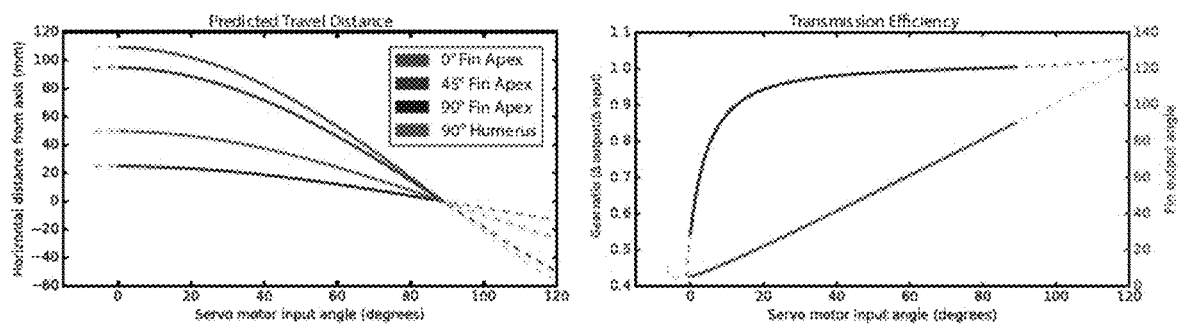 Predicted Travel Distance
Horizontal distance from axis (mm)
120
100
80
60
40
20
0
−20
−40
−60
0° Fin Apex
45° Fin Apex
90° Fin Apex
90° Humerus
0 20 40 60 80 100 120
Servo motor input angle (degrees)
Transmission Efficiency
Gear ratio (Δ output/Δ input)
1.1
1.0
0.9
0.8
0.7
0.6
0.5
0.4
140
120
100
80
60
40
20
0
Fin output angle
0 20 40 60 80 100 120
Servo motor input angle (degrees)